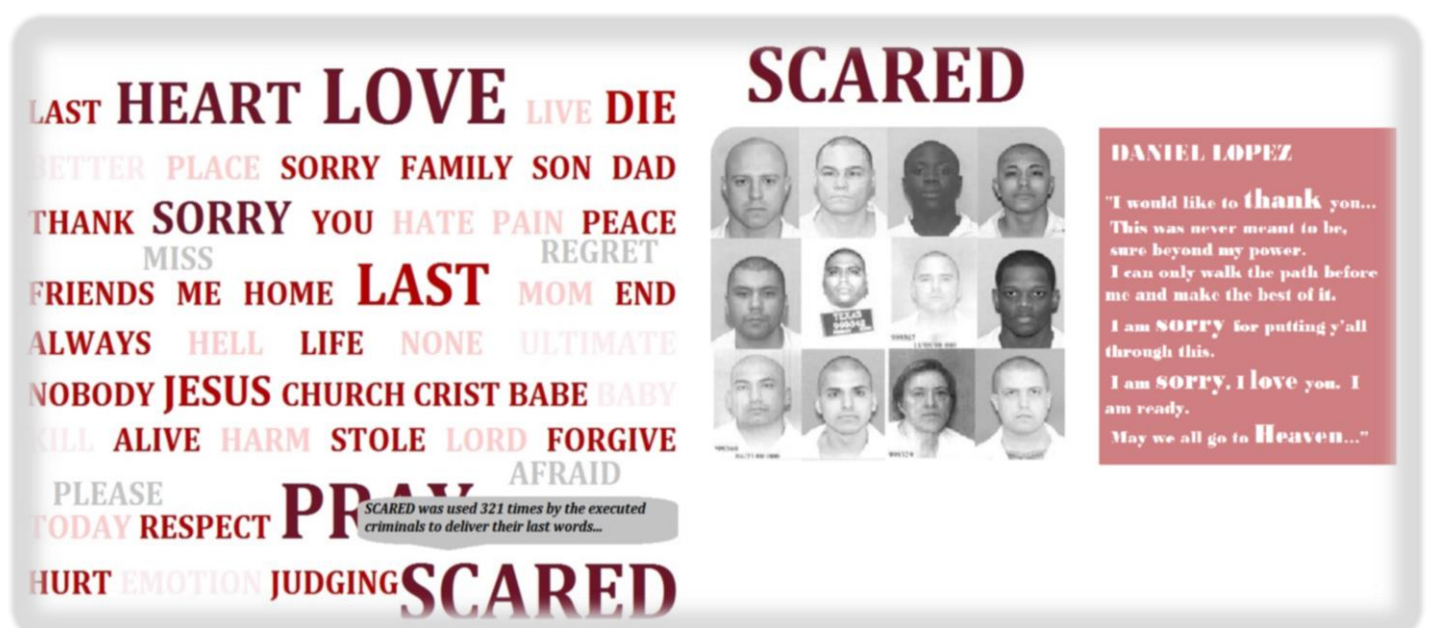 LAST HEART LOVE LIVE DIE
BETTER PLACE SORRY FAMILY SON DAD
THANK SORRY YOU HATE PAIN PEACE
MISS REGRET
FRIENDS ME HOME LAST MOM END
ALWAYS HELL LIFE NONE ULTIMATE
NOBODY JESUS CHURCH CRIST BABE BABY
KILL ALIVE HARM STOLE LORD FORGIVE
PLEASE AFRAID
TODAY RESPECT PRAY
SCARED was used 321 times by the executed
criminals to deliver their last words...
HURT EMOTION JUDGING SCARED
SCARED
TEXAS
DANIEL LOPEZ
"I would like to thank you...
This was never meant to be,
sure beyond my power.
I can only walk the path before
me and make the best of it.
I am sorry for putting y'all
through this.
I am sorry. I love you. I
am ready.
May we all go to Heaven..."